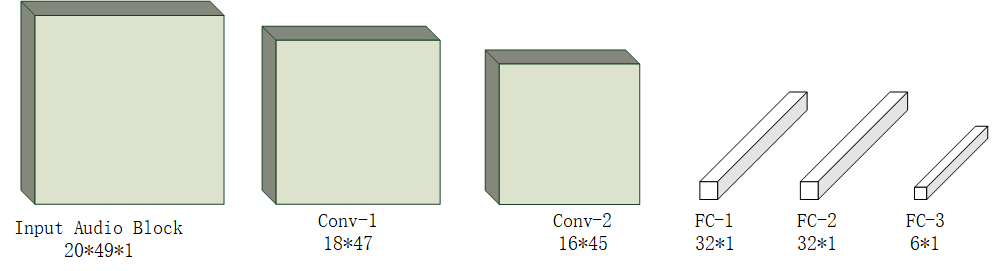 Input Audio Block
20*49*1
Conv-1
18*47
Conv-2
16*45
FC-1
32*1
FC-2
32*1
FC-3
6*1